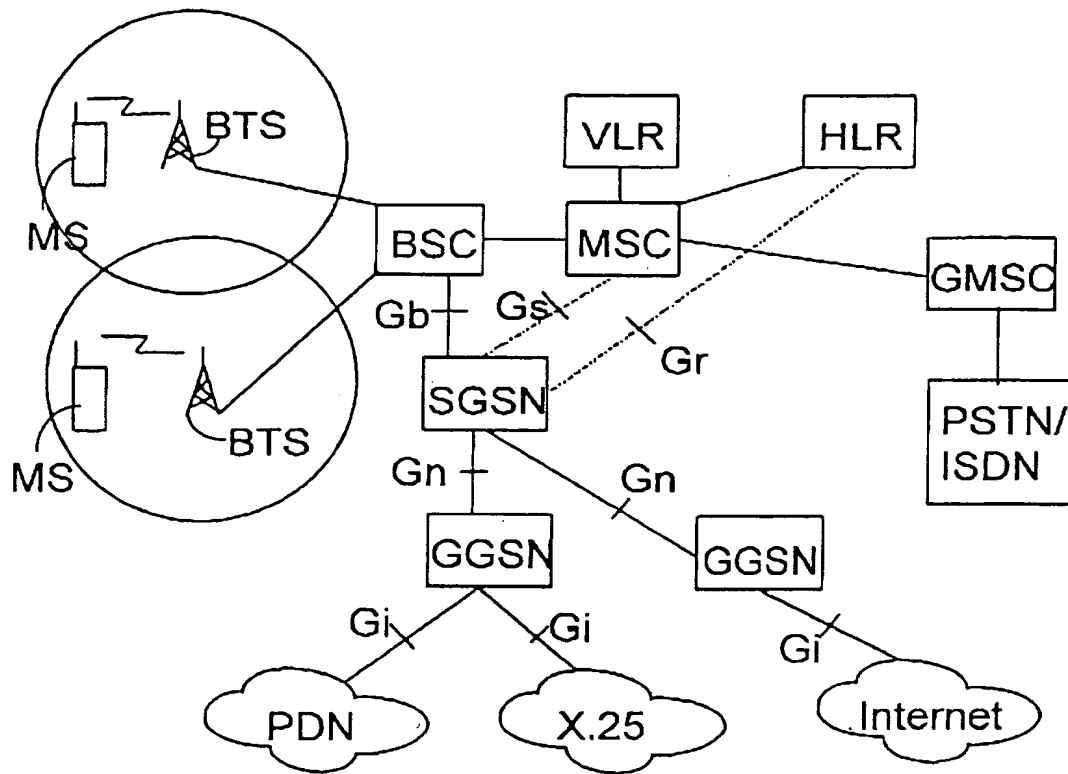 BTS
VLR
HLR
MS
BSC
MSC
GMSC
Gb
Gs
Gr
SGSN
PSTN/
ISDN
BTS
MS
Gn
Gn
GGSN
GGSN
Gi
Gi
Gi
PDN
X.25
Internet